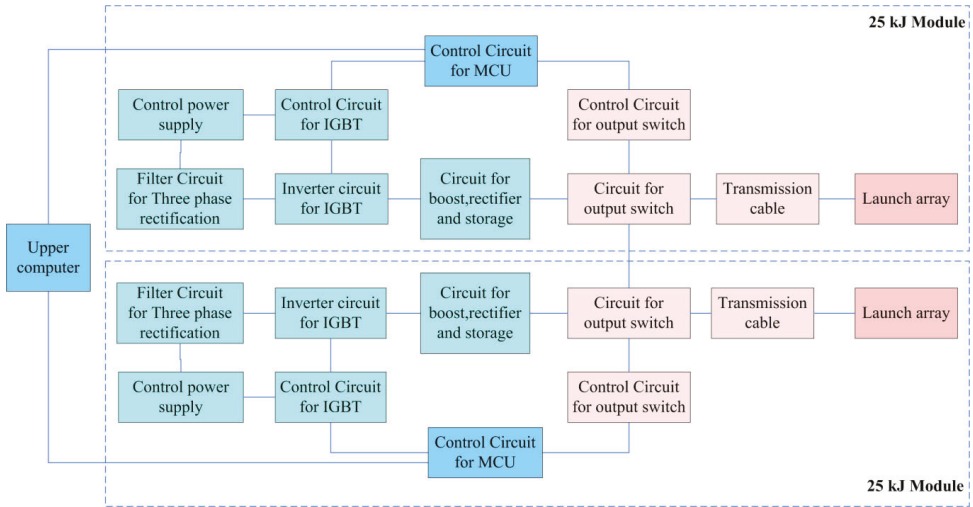 25 kJ Module
Control Circuit
for MCU
Control power
supply
Control Circuit
for IGBT
Control Circuit
for output switch
Filter Circuit
for Three phase
rectification
Inverter circuit
for IGBT
Circuit for
boost,rectifier
and storage
Circuit for
output switch
Transmission
cable
Launch array
Upper
computer
Filter Circuit
for Three phase
rectification
Inverter circuit
for IGBT
Circuit for
boost,rectifier
and storage
Circuit for
output switch
Transmission
cable
Launch array
Control power
supply
Control Circuit
for IGBT
Control Circuit
for output switch
Control Circuit
for MCU
25 kJ Module